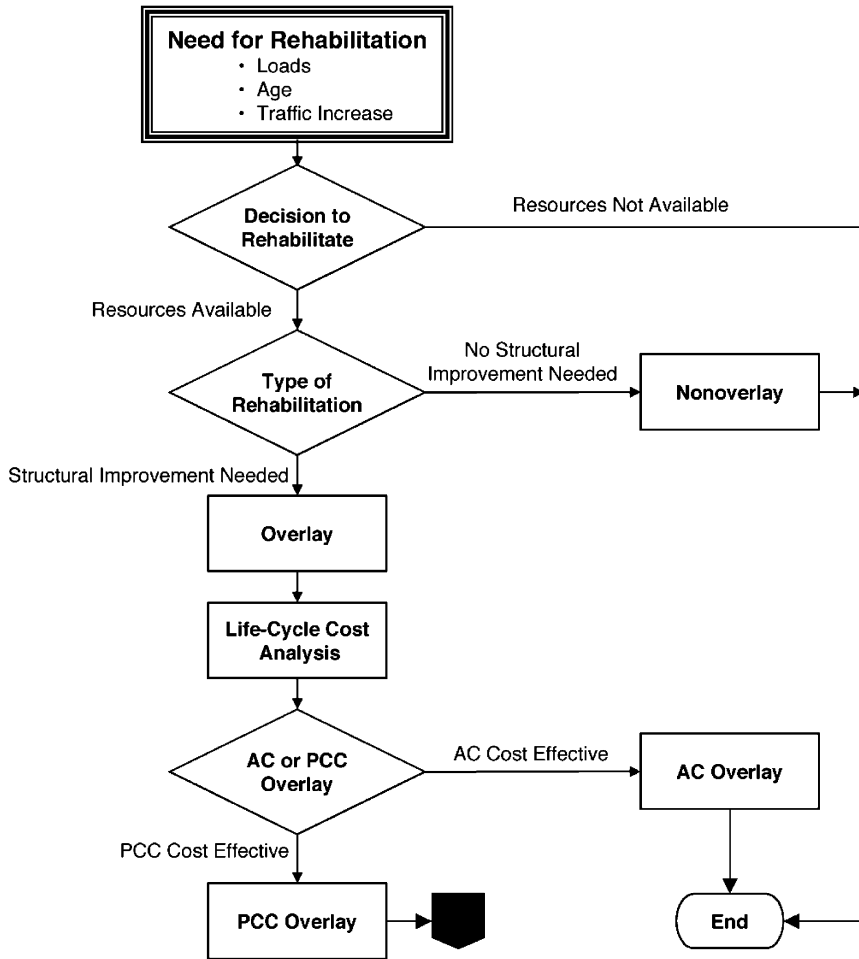 Need for Rehabilitation
· Loads
· Age
· Traffic Increase
Decision to
Rehabilitate
Resources Not Available
Resources Available
Type of
Rehabilitation
No Structural
Improvement Needed
Nonoverlay
Structural Improvement Needed
Overlay
Life-Cycle Cost
Analysis
AC or PCC
Overlay
AC Cost Effective
AC Overlay
PCC Cost Effective
PCC Overlay
End